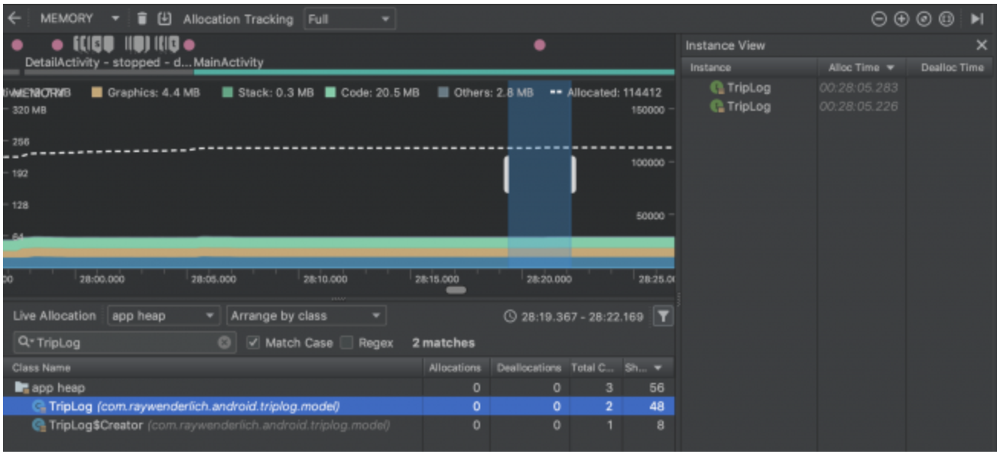 MEMORY Allocation Tracking Full
Instance View
DetailActivity - stopped - d... MainActivity
Instance Alloc Time Dealloc Time
MEMORY Graphics: 4.4 MB Stack: 0.3 MB Code: 20.5 MB Others: 2.8 MB Allocated: 114412
TripLog 00:28:05.283
320 MB 150000
TripLog 00:28:05.226
256
192 100000
128
64 50000
00 28:00.000 28:05.000 28:10.000 28:15.000 28:20.000 28:25.0
Live Allocation app heap Arrange by class 28:19.367 - 28:22.169
TripLog Match Case Regex 2 matches
Class Name Allocations Deallocations Total C... Sh...
app heap 0 0 3 56
TripLog (com.raywenderlich.android.triplog.model) 0 0 2 48
TripLog$Creator (com.raywenderlich.android.triplog.model) 0 0 1 8